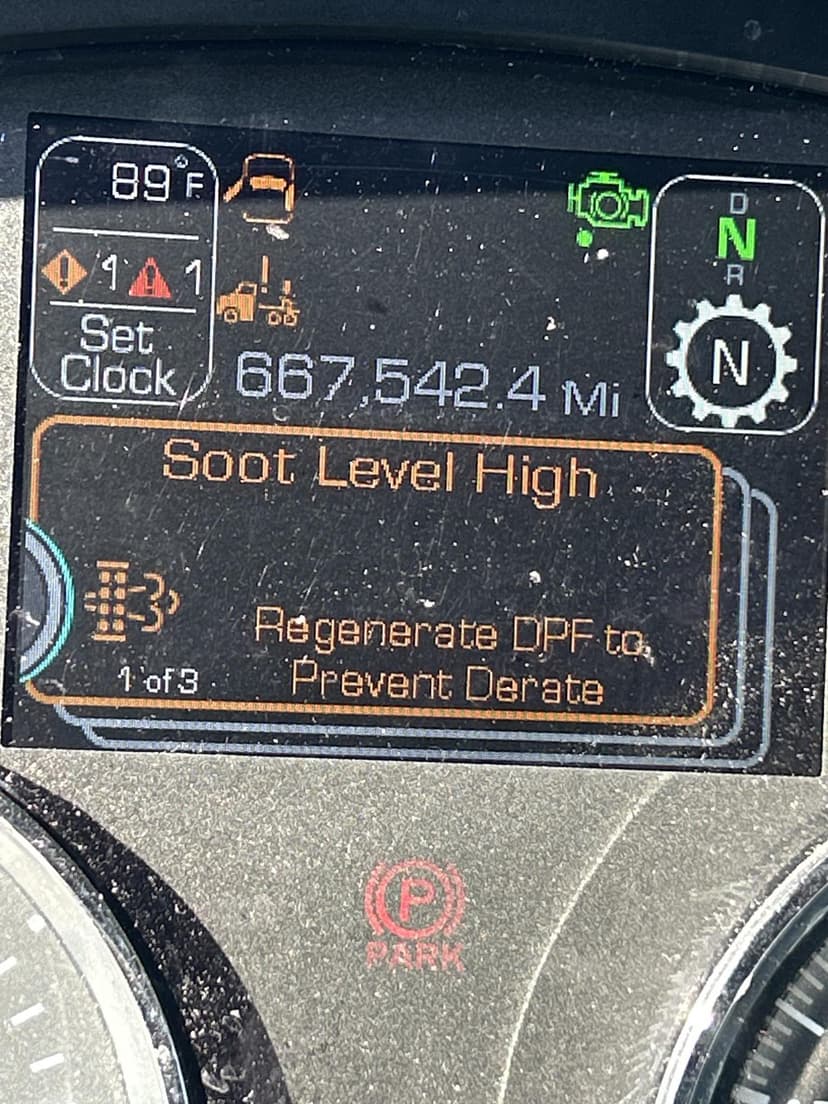 89°F
1 1
Set
Clock
667,542.4 Mi
D
N
R
N
Soot Level High
Regenerate DPF to
Prevent Derate
1 of 3
P
PARK